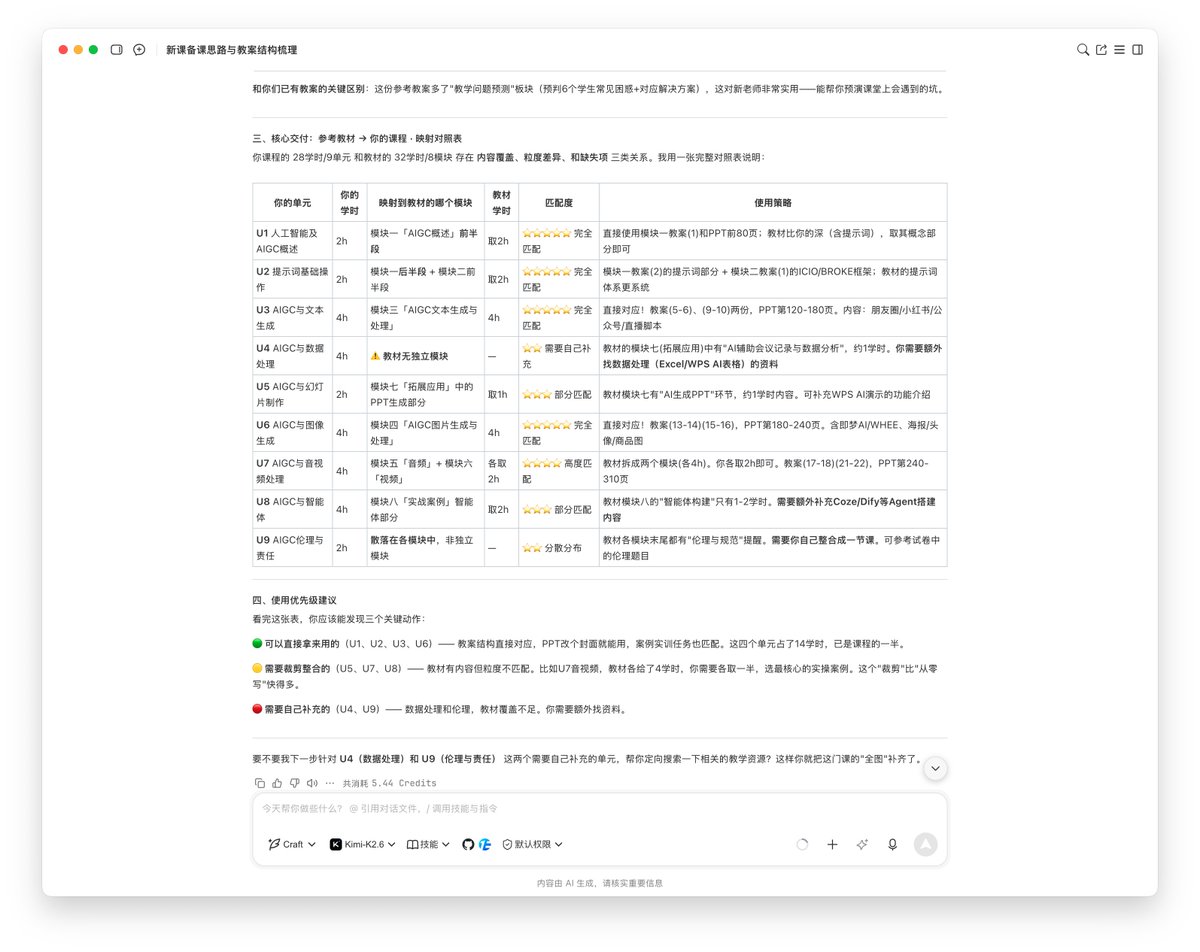 新课备课思路与教案结构梳理
和你们已有教案的关键区别：这份参考教案多了"教学问题预测"板块（预判6个学生常见困惑+对应解决方案），这对新老师非常实用——能帮你预演课堂上会遇到的坑。
三、核心交付：参考教材 → 你的课程 · 映射对照表
你课程的 28学时/9单元 和教材的 32学时/8模块 存在 内容覆盖、粒度差异、和缺失项 三类关系。我用一张完整对照表说明：
你的单元
你的
学时
映射到教材的哪个模块
教材
学时
匹配度
使用策略
U1 人工智能及
AIGC概述
2h
模块一「AIGC概述」前半
段
取2h
⭐⭐⭐⭐⭐ 完全
匹配
直接使用模块一教案(1)和PPT前80页；教材比你的深（含提示词），取其概念部
分即可
U2 提示词基础操
作
2h
模块一后半段 + 模块二前
半段
取2h
⭐⭐⭐⭐⭐ 完全
匹配
模块一教案(2)的提示词部分 + 模块二教案(1)的ICIO/BROKE框架；教材的提示词
体系更系统
U3 AIGC与文本
生成
4h
模块三「AIGC文本生成与
处理」
4h
⭐⭐⭐⭐⭐ 完全
匹配
直接对应！教案(5-6)、(9-10)两份，PPT第120-180页。内容：朋友圈/小红书/公
众号/直播脚本
U4 AIGC与数据
处理
4h
⚠️ 教材无独立模块
—
⭐⭐ 需要自己补
充
教材的模块七(拓展应用)中有"AI辅助会议记录与数据分析"，约1学时。你需要额外
找数据处理（Excel/WPS AI表格）的资料
U5 AIGC与幻灯
片制作
2h
模块七「拓展应用」中的
PPT生成部分
取1h
⭐⭐⭐ 部分匹配
教材模块七有"AI生成PPT"环节，约1学时内容。可补充WPS AI演示的功能介绍
U6 AIGC与图像
生成
4h
模块四「AIGC图片生成与
处理」
4h
⭐⭐⭐⭐⭐ 完全
匹配
直接对应！教案(13-14)(15-16)，PPT第180-240页。含即梦AI/WHEE、海报/头
像/商品图
U7 AIGC与音视
频处理
4h
模块五「音频」+ 模块六
「视频」
各取
2h
⭐⭐⭐⭐ 高度匹
配
教材拆成两个模块(各4h)。你各取2h即可。教案(17-18)(21-22)，PPT第240-
310页
U8 AIGC与智能
体
4h
模块八「实战案例」智能
体部分
取2h
⭐⭐⭐ 部分匹配
教材模块八的"智能体构建"只有1-2学时。需要额外补充Coze/Dify等Agent搭建
内容
U9 AIGC伦理与
责任
2h
散落在各模块中，非独立
模块
—
⭐⭐ 分散分布
教材各模块末尾都有"伦理与规范"提醒。需要你自己整合成一节课。可参考试卷中
的伦理题目
四、使用优先级建议
看完这张表，你应该能发现三个关键动作：
🟢 可以直接拿来用的（U1、U2、U3、U6）—— 教案结构直接对应，PPT改个封面就能用，案例实训任务也匹配。这四个单元占了14学时，已是课程的一半。
🟡 需要裁剪整合的（U5、U7、U8）—— 教材有内容但粒度不匹配。比如U7音视频，教材各给了4学时，你需要各取一半，选最核心的实操案例。这个"裁剪"比"从零
写"快得多。
🔴 需要自己补充的（U4、U9）—— 数据处理和伦理，教材覆盖不足。你需要额外找资料。
要不要我下一步针对 U4（数据处理）和 U9（伦理与责任） 这两个需要自己补充的单元，帮你定向搜索一下相关的教学资源？这样你就把这门课的"全图"补齐了。
共消耗 5.44 Credits
今天帮你做些什么？ @ 引用对话文件，/ 调用技能与指令
Craft
Kimi-K2.6
技能
默认权限
内容由 AI 生成，请核实重要信息